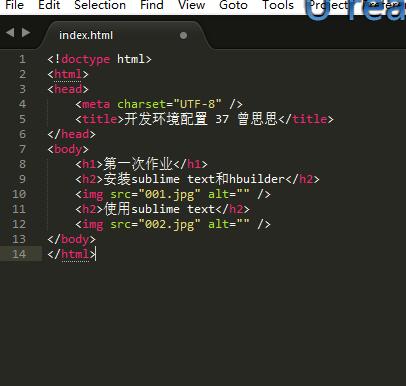 File Selection Find View Goto Tools Project Preferen
U rea
index.html
1 <!doctype html>
2 <html>
3 <head>
4 <meta charset="UTF-8" />
5 <title>开发环境配置 37 曾思思</title>
6 </head>
7 <body>
8 <h1>第一次作业</h1>
9 <h2>安装sublime text和hbuilder</h2>
10 <img src="001.jpg" alt="" />
11 <h2>使用sublime text</h2>
12 <img src="002.jpg" alt="" />
13 </body>
14 </html>